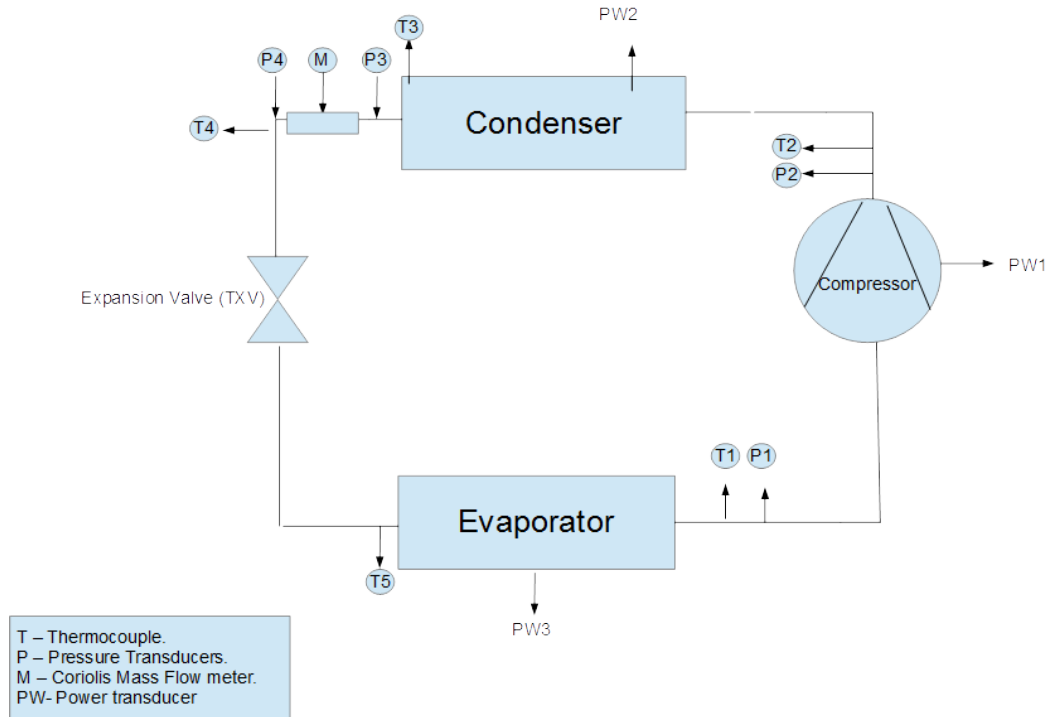 PW2
T3
P4
M
P3
T4
Condenser
T2
P2
Expansion Valve (TXV)
Compressor
PW1
T1
P1
Evaporator
T5
PW3
T – Thermocouple.
P – Pressure Transducers.
M – Coriolis Mass Flow meter.
PW- Power transducer